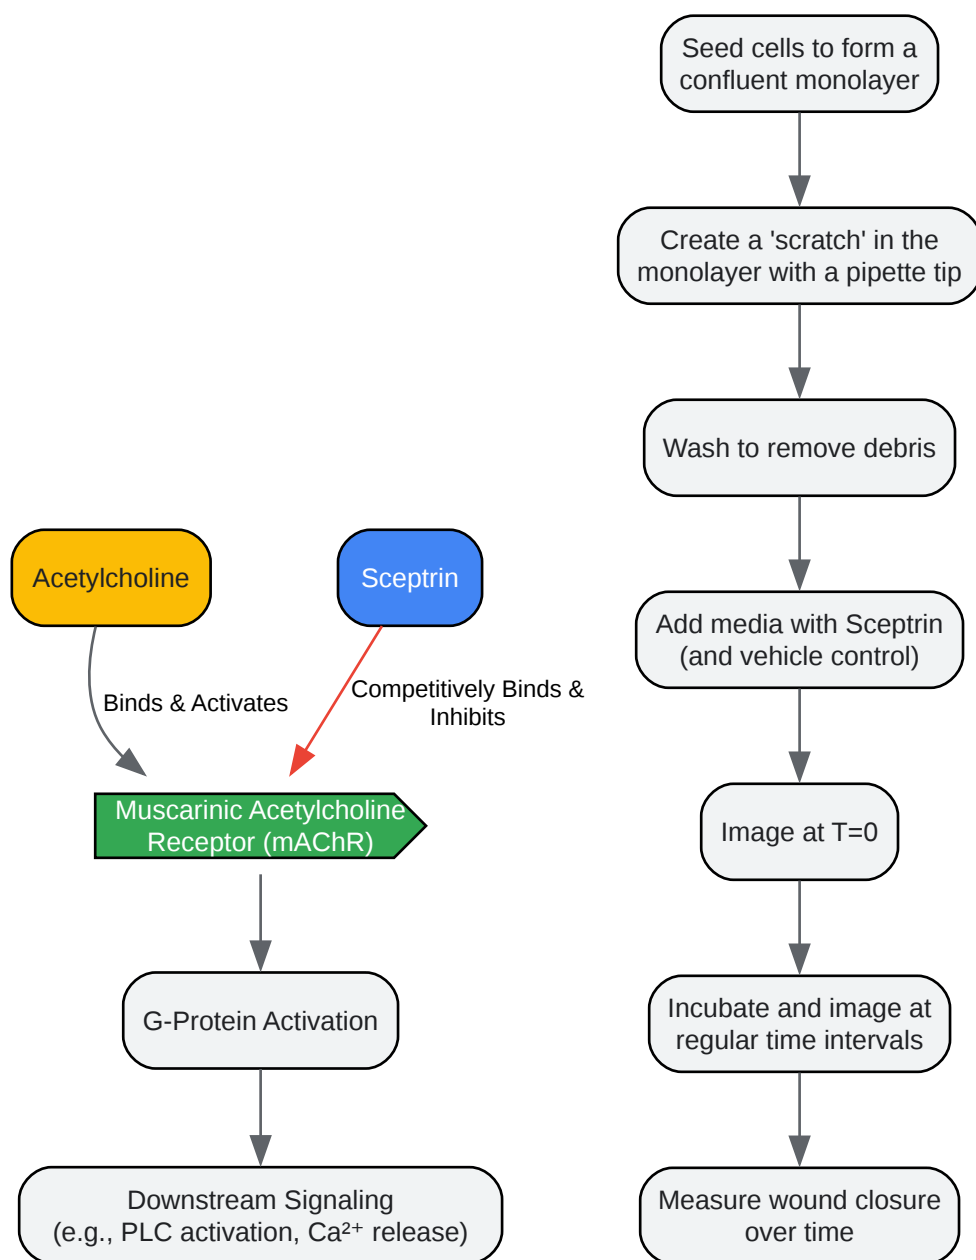 Seed cells to form a
confluent monolayer
Create a 'scratch' in the
monolayer with a pipette tip
Wash to remove debris
Add media with Sceptrin
(and vehicle control)
Image at T=0
Incubate and image at
regular time intervals
Measure wound closure
over time
Acetylcholine
Sceptrin
Binds & Activates
Competitively Binds &
Inhibits
Muscarinic Acetylcholine
Receptor (mAChR)
G-Protein Activation
Downstream Signaling
(e.g., PLC activation, Ca²⁺ release)